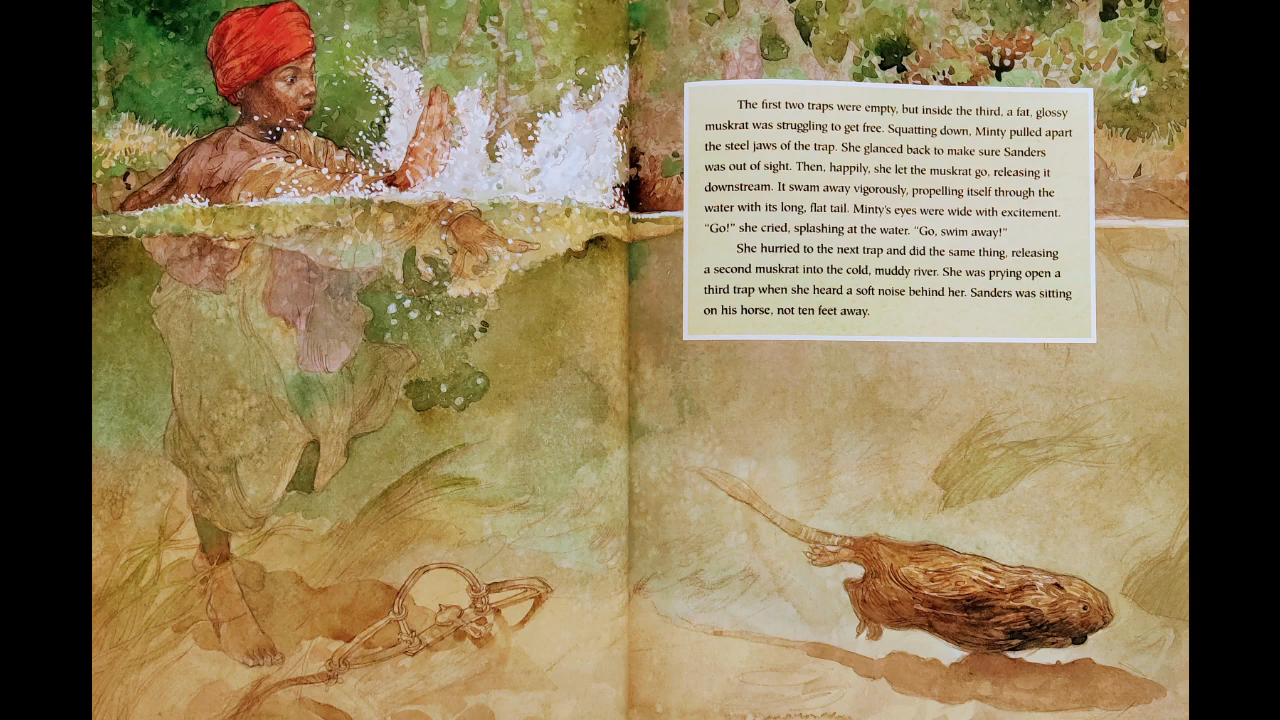 The first two traps were empty, but inside the third, a fat, glossy
muskrat was struggling to get free. Squatting down, Minty pulled apart
the steel jaws of the trap. She glanced back to make sure Sanders
was out of sight. Then, happily, she let the muskrat go, releasing it
downstream. It swam away vigorously, propelling itself through the
water with its long, flat tail. Minty's eyes were wide with excitement.
"Go!" she cried, splashing at the water. "Go, swim away!"
She hurried to the next trap and did the same thing, releasing
a second muskrat into the cold, muddy river. She was prying open a
third trap when she heard a soft noise behind her. Sanders was sitting
on his horse, not ten feet away.